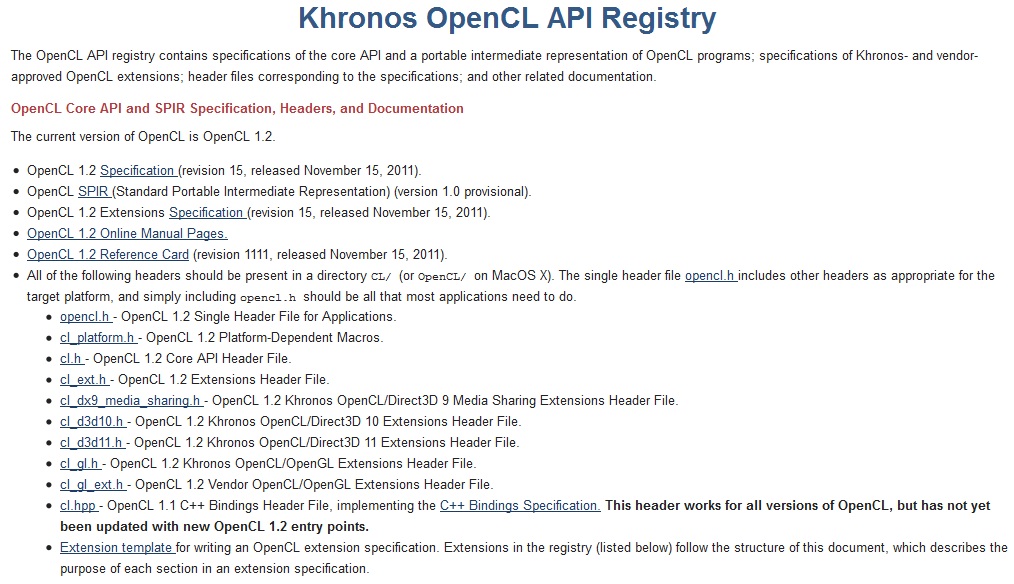 Khronos OpenCL API Registry
The OpenCL API registry contains specifications of the core API and a portable intermediate representation of OpenCL programs; specifications of Khronos- and vendor-
approved OpenCL extensions; header files corresponding to the specifications; and other related documentation.
OpenCL Core API and SPIR Specification, Headers, and Documentation
The current version of OpenCL is OpenCL 1.2.
• OpenCL 1.2 Specification (revision 15, released November 15, 2011).
• OpenCL SPIR (Standard Portable Intermediate Representation) (version 1.0 provisional).
• OpenCL 1.2 Extensions Specification (revision 15, released November 15, 2011).
• OpenCL 1.2 Online Manual Pages.
• OpenCL 1.2 Reference Card (revision 1111, released November 15, 2011).
• All of the following headers should be present in a directory CL/ (or OpenCL/ on MacOS X). The single header file opencl.h includes other headers as appropriate for the
target platform, and simply including opencl.h should be all that most applications need to do.
• opencl.h - OpenCL 1.2 Single Header File for Applications.
• cl_platform.h - OpenCL 1.2 Platform-Dependent Macros.
• cl.h - OpenCL 1.2 Core API Header File.
• cl_ext.h - OpenCL 1.2 Extensions Header File.
• cl_dx9_media_sharing.h - OpenCL 1.2 Khronos OpenCL/Direct3D 9 Media Sharing Extensions Header File.
• cl_d3d10.h - OpenCL 1.2 Khronos OpenCL/Direct3D 10 Extensions Header File.
• cl_d3d11.h - OpenCL 1.2 Khronos OpenCL/Direct3D 11 Extensions Header File.
• cl_gl.h - OpenCL 1.2 Khronos OpenCL/OpenGL Extensions Header File.
• cl_gl_ext.h - OpenCL 1.2 Vendor OpenCL/OpenGL Extensions Header File.
• cl.hpp - OpenCL 1.1 C++ Bindings Header File, implementing the C++ Bindings Specification. This header works for all versions of OpenCL, but has not yet
been updated with new OpenCL 1.2 entry points.
• Extension template for writing an OpenCL extension specification. Extensions in the registry (listed below) follow the structure of this document, which describes the
purpose of each section in an extension specification.